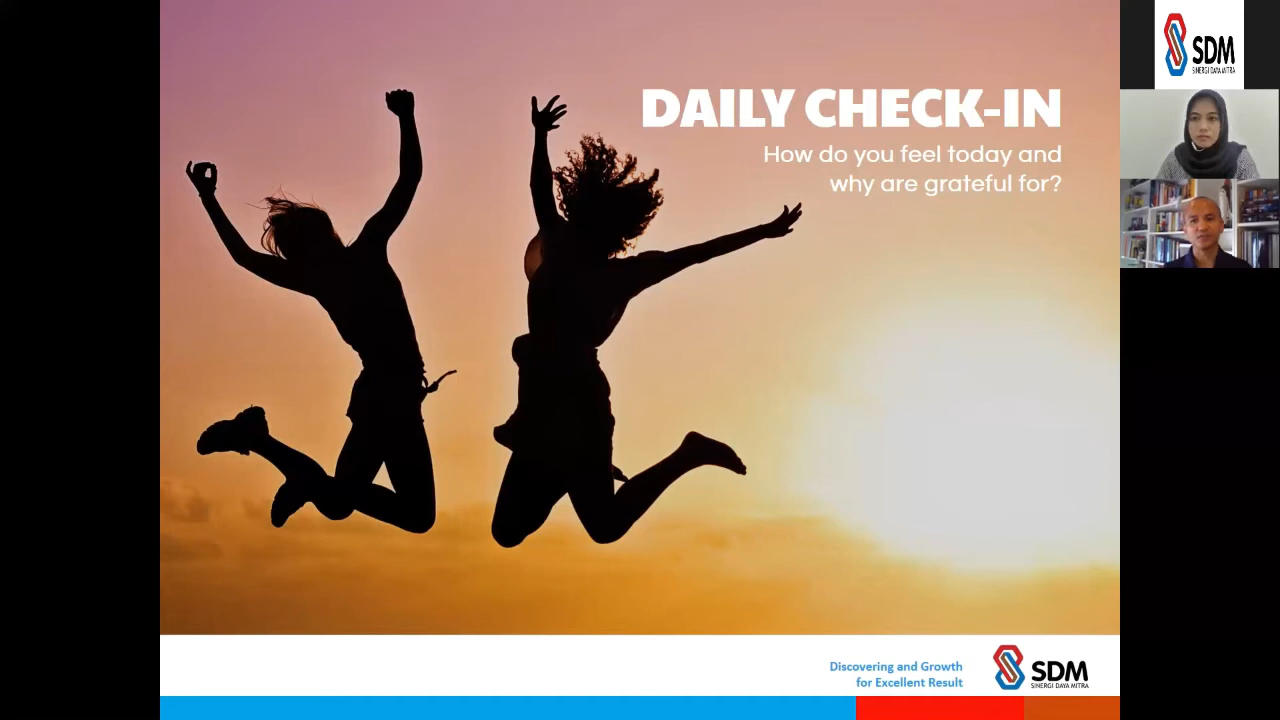 DAILY CHECK-IN
How do you feel today and
why are grateful for?
Discovering and Growth
for Excellent Result
SDM
SINERGI DAYA MITRA
SDM
SINERGI DAYA MITRA